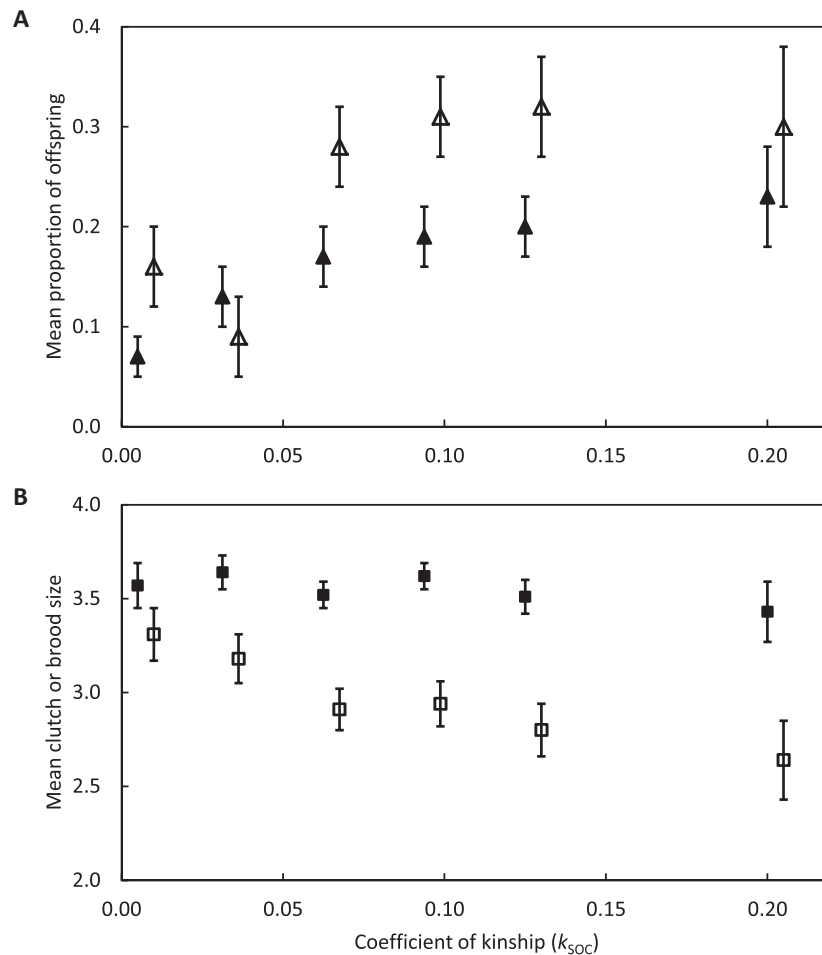 A
0.4
0.3
0.2
0.1
0.0
Mean proportion of offspring
0.00 0.05 0.10 0.15 0.20
B
4.0
3.5
3.0
2.5
2.0
Mean clutch or brood size
0.00 0.05 0.10 0.15 0.20
Coefficient of kinship (kSOC)